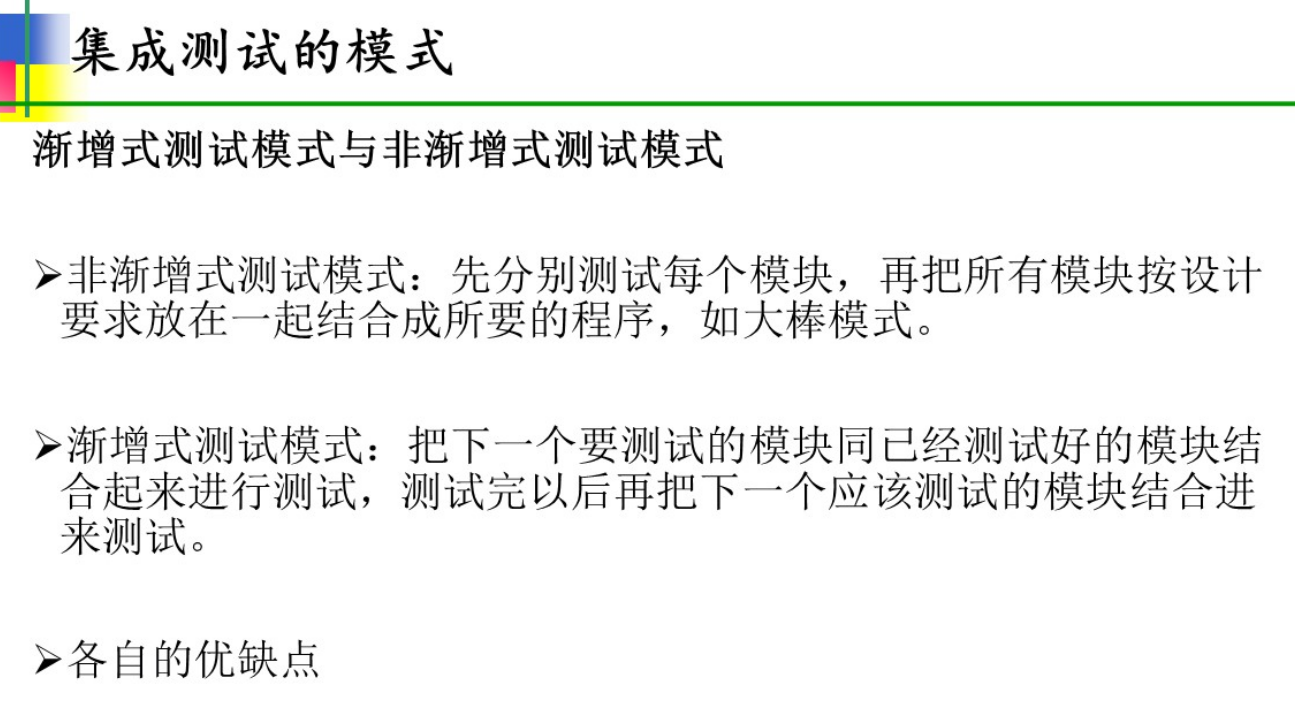 集成测试的模式
渐增式测试模式与非渐增式测试模式
➢非渐增式测试模式：先分别测试每个模块，再把所有模块按设计
要求放在一起结合成所要的程序，如大棒模式。
➢渐增式测试模式：把下一个要测试的模块同已经测试好的模块结
合起来进行测试，测试完以后再把下一个应该测试的模块结合进
来测试。
➢各自的优缺点